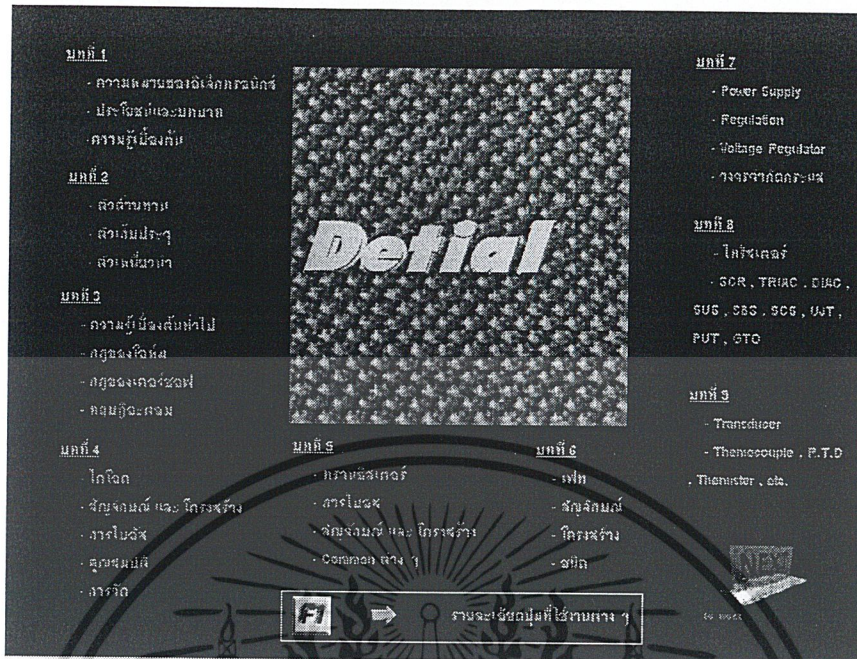 บทที่ 1
- ความหมายของอิเล็กทรอนิกส์
- ประโยชน์และบทบาท
- ความรู้เบื้องต้น
บทที่ 2
- ตัวต้านทาน
- ตัวเก็บประจุ
- ตัวเหนี่ยวนำ
บทที่ 3
- ความรู้เบื้องต้นทั่วไป
- กฎของโอห์ม
- กฎของเคอร์ชอฟ
- ทฤษฎีอะตอม
บทที่ 4
- ไดโอด
- สัญลักษณ์ และ โครงสร้าง
- การไบอัส
- คุณสมบัติ
- การวัด
Detial
บทที่ 5
- ทรานซิสเตอร์
- การไบอัส
- สัญลักษณ์ และ โครงสร้าง
- Common ต่าง ๆ
บทที่ 6
- เฟท
- สัญลักษณ์
- โครงสร้าง
- ชนิด
บทที่ 7
- Power Supply
- Regulation
- Voltage Regulator
- วงจรจำกัดกระแส
บทที่ 8
- ไทริสเตอร์
- SCR , TRIAC , DIAC ,
SUS , SBS , SCS , UJT ,
PUT , GTO
บทที่ 9
- Transducer
- Themocouple , R.T.D
, Themister , etc.
NEXT
F1
รายละเอียดปุ่มที่ใช้งานต่าง ๆ